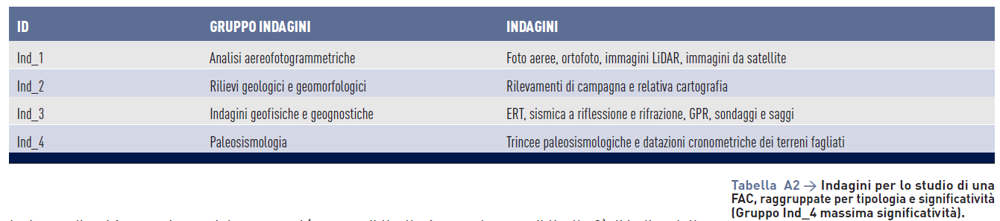 ID GRUPPO INDAGINI INDAGINI
Ind_1 Analisi aereofotogrammetriche Foto aeree, ortofoto, immagini LiDAR, immagini da satellite
Ind_2 Rilievi geologici e geomorfologici Rilevamenti di campagna e relativa cartografia
Ind_3 Indagini geofisiche e geognostiche ERT, sismica a riflessione e rifrazione, GPR, sondaggi e saggi
Ind_4 Paleosismologia Trincee paleosismologiche e datazioni cronometriche dei terreni fagliati
Tabella A2 → Indagini per lo studio di una
FAC, raggruppate per tipologia e significatività
(Gruppo Ind_4 massima significatività).